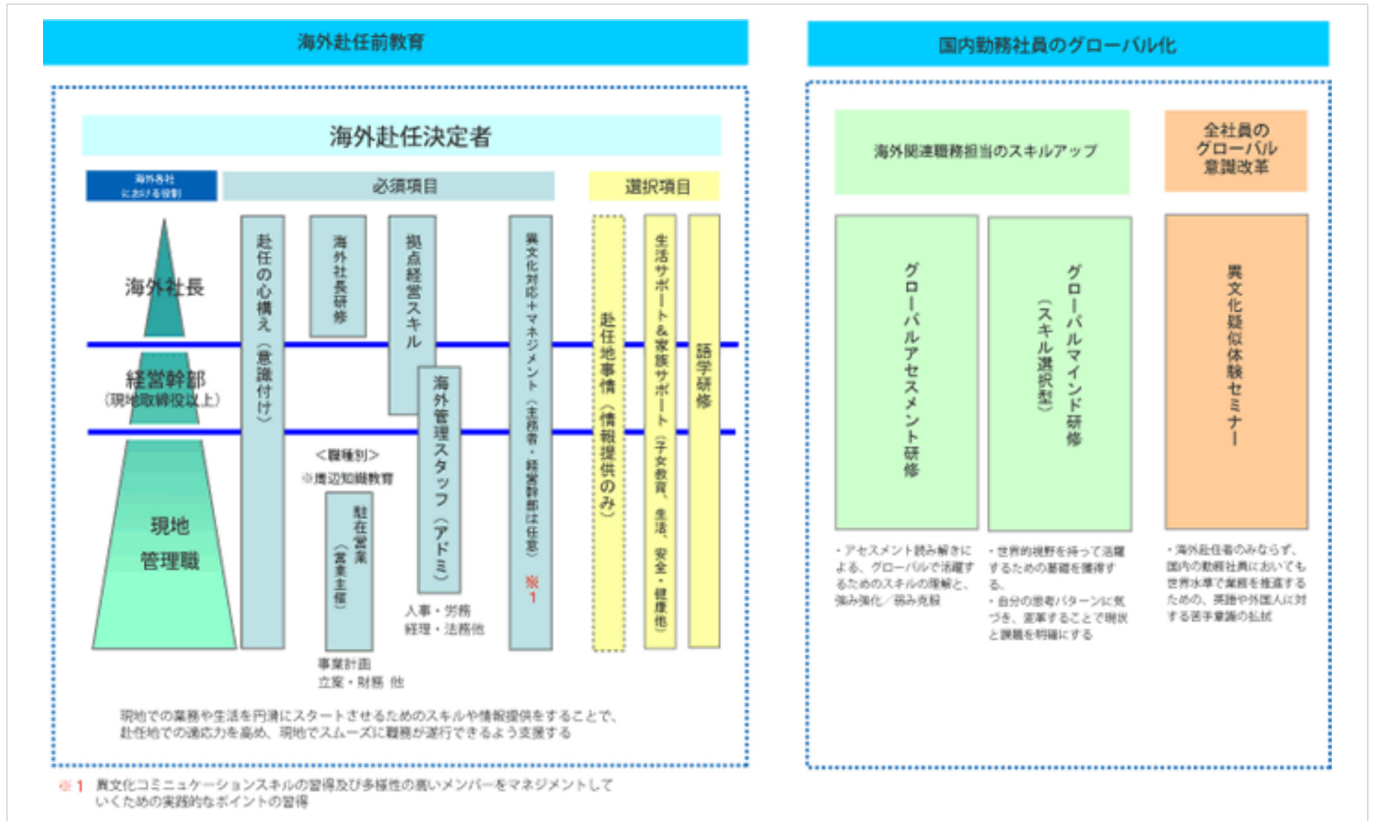 海外赴任前教育
海外赴任決定者
海外各社
における役割
必須項目
選択項目
海外社長
経営幹部
(現地取締役以上)
現地
管理職
赴任の心構え(意識付け)
海外社長研修
拠点経営スキル
海外管理スタッフ(アドミ)
人事・労務
経理・法務他
<職種別>
※周辺知識教育
駐在営業
(営業主催)
事業計画
立案・財務 他
異文化対応+マネジメント(主務者・経営幹部は任意)
※
1
赴任地事情(情報提供のみ)
生活サポート&家族サポート(子女教育、生活、安全・健康他)
語学研修
現地での業務や生活を円滑にスタートさせるためのスキルや情報提供をすることで、
赴任地での適応力を高め、現地でスムーズに職務が遂行できるよう支援する
※1 異文化コミニュケーションスキルの習得及び多様性の高いメンバーをマネジメントして
いくための実践的なポイントの習得
国内勤務社員のグローバル化
海外関連職務担当のスキルアップ
全社員の
グローバル
意識改革
グローバルアセスメント研修
グローバルマインド研修
(スキル選択型)
異文化疑似体験セミナー
・アセスメント読み解きに
よる、グローバルで活躍す
るためのスキルの理解と、
強み強化/弱み克服
・世界的視野を持って活躍
するための基礎を獲得す
る。
・自分の思考パターンに気
づき、変革することで現状
と課題を明確にする
・海外赴任者のみならず、
国内の勤務社員においても
世界水準で業務を推進する
ための、英語や外国人に対
する苦手意識の払拭